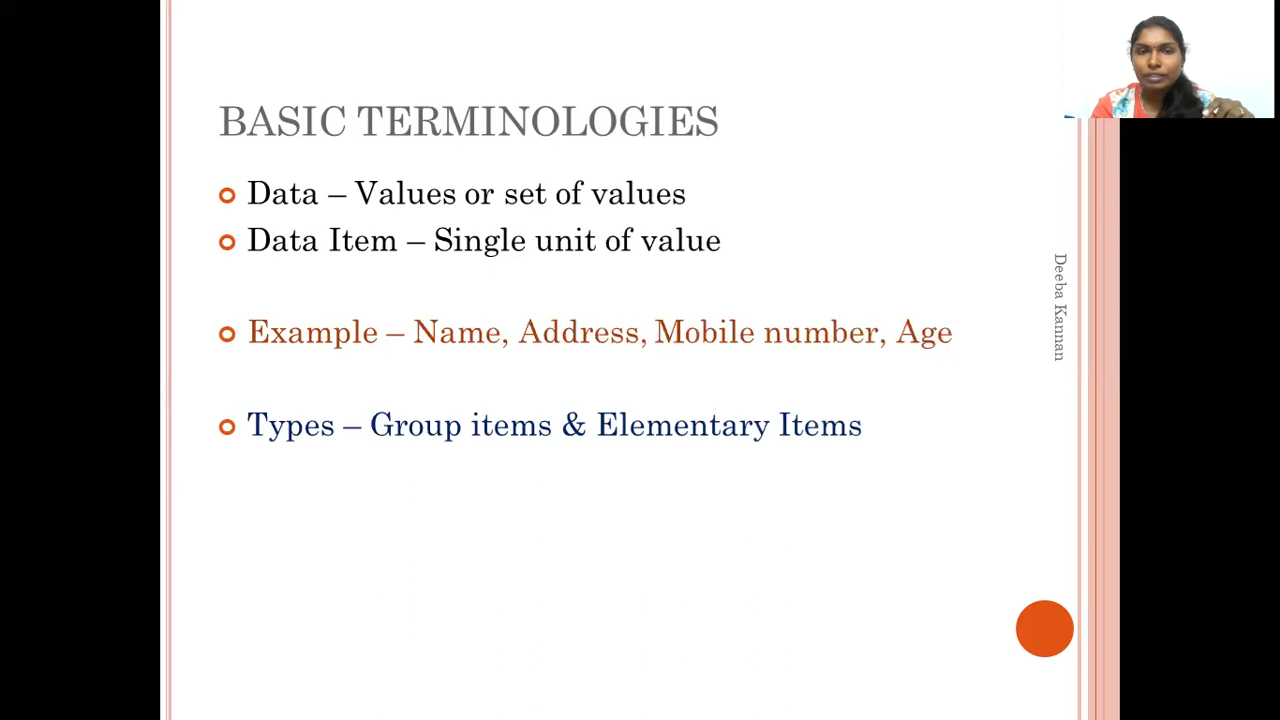 BASIC TERMINOLOGIES
Data – Values or set of values
Data Item – Single unit of value
Example – Name, Address, Mobile number, Age
Types – Group items & Elementary Items
Deeba Kannan